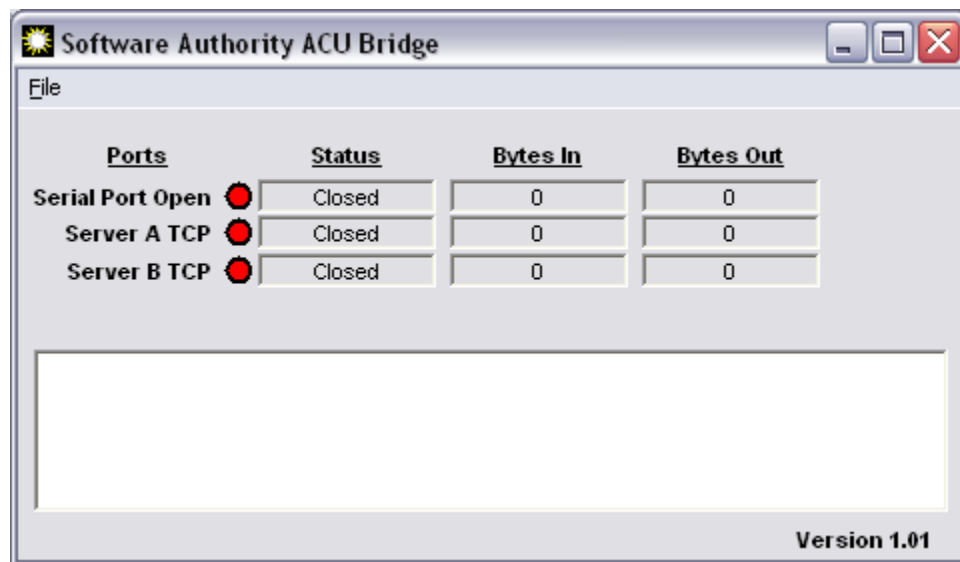 Software Authority ACU Bridge
File
Ports Status Bytes In Bytes Out
Serial Port Open Closed 0 0
Server A TCP Closed 0 0
Server B TCP Closed 0 0
Version 1.01